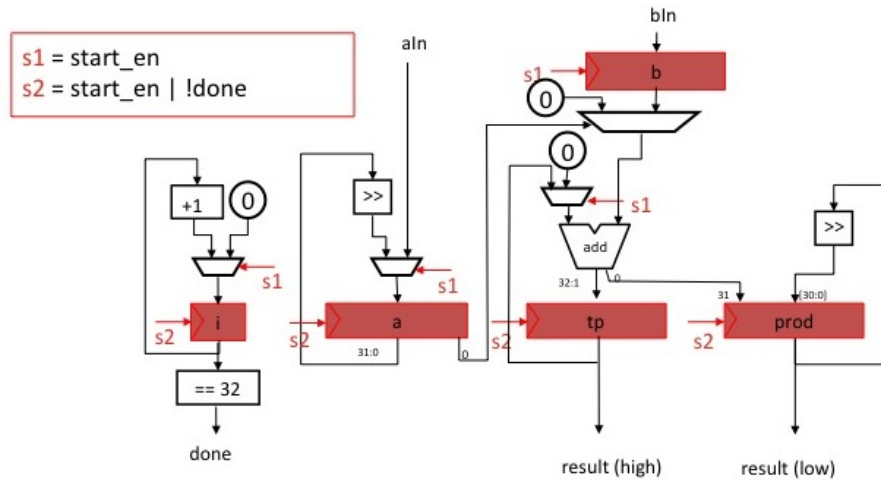 s1 = start_en
s2 = start_en | !done
aIn
bIn
s1
b
0
0
+1
0
>>
s1
>>
add
s1
s1
32:1
0
31
[30:0]
s2
i
s2
a
s2
tp
s2
prod
31:0
0
== 32
done
result (high)
result (low)